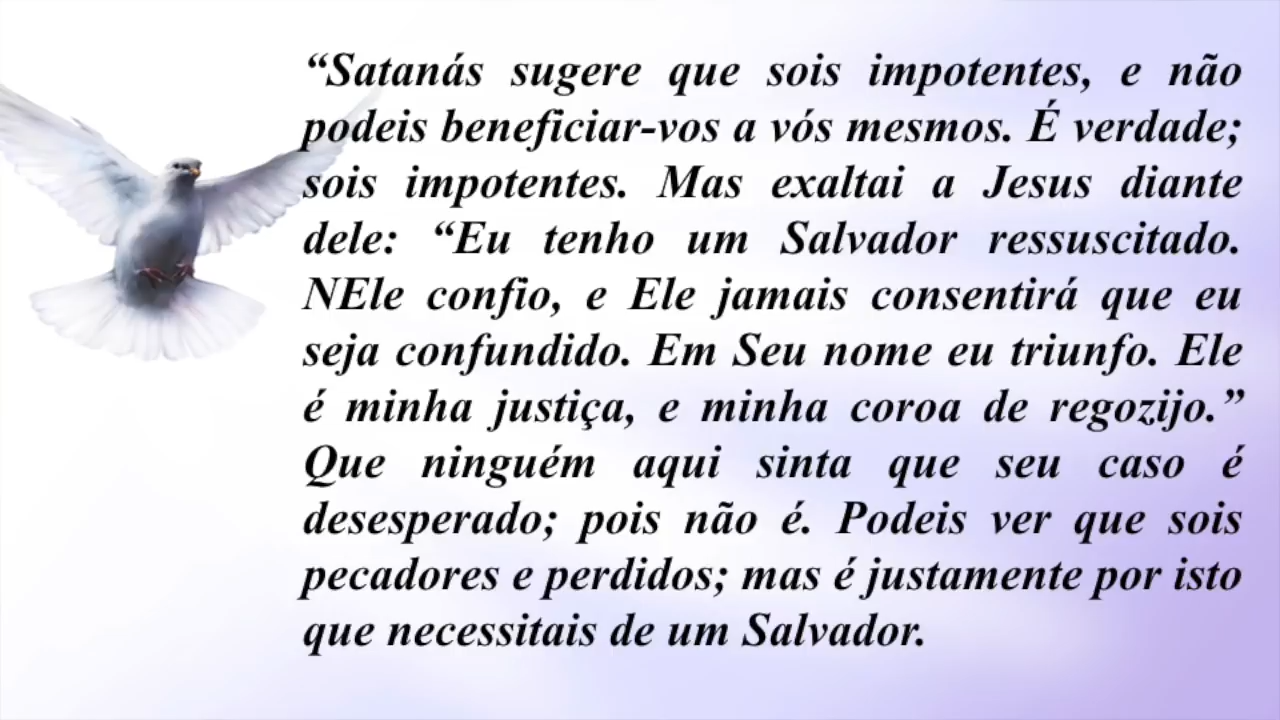 “Satanás sugere que sois impotentes, e não
podeis beneficiar-vos a vós mesmos. É verdade;
sois impotentes. Mas exaltai a Jesus diante
dele: “Eu tenho um Salvador ressuscitado.
NEle confio, e Ele jamais consentirá que eu
seja confundido. Em Seu nome eu triunfo. Ele
é minha justiça, e minha coroa de regozijo.”
Que ninguém aqui sinta que seu caso é
desesperado; pois não é. Podeis ver que sois
pecadores e perdidos; mas é justamente por isto
que necessitais de um Salvador.